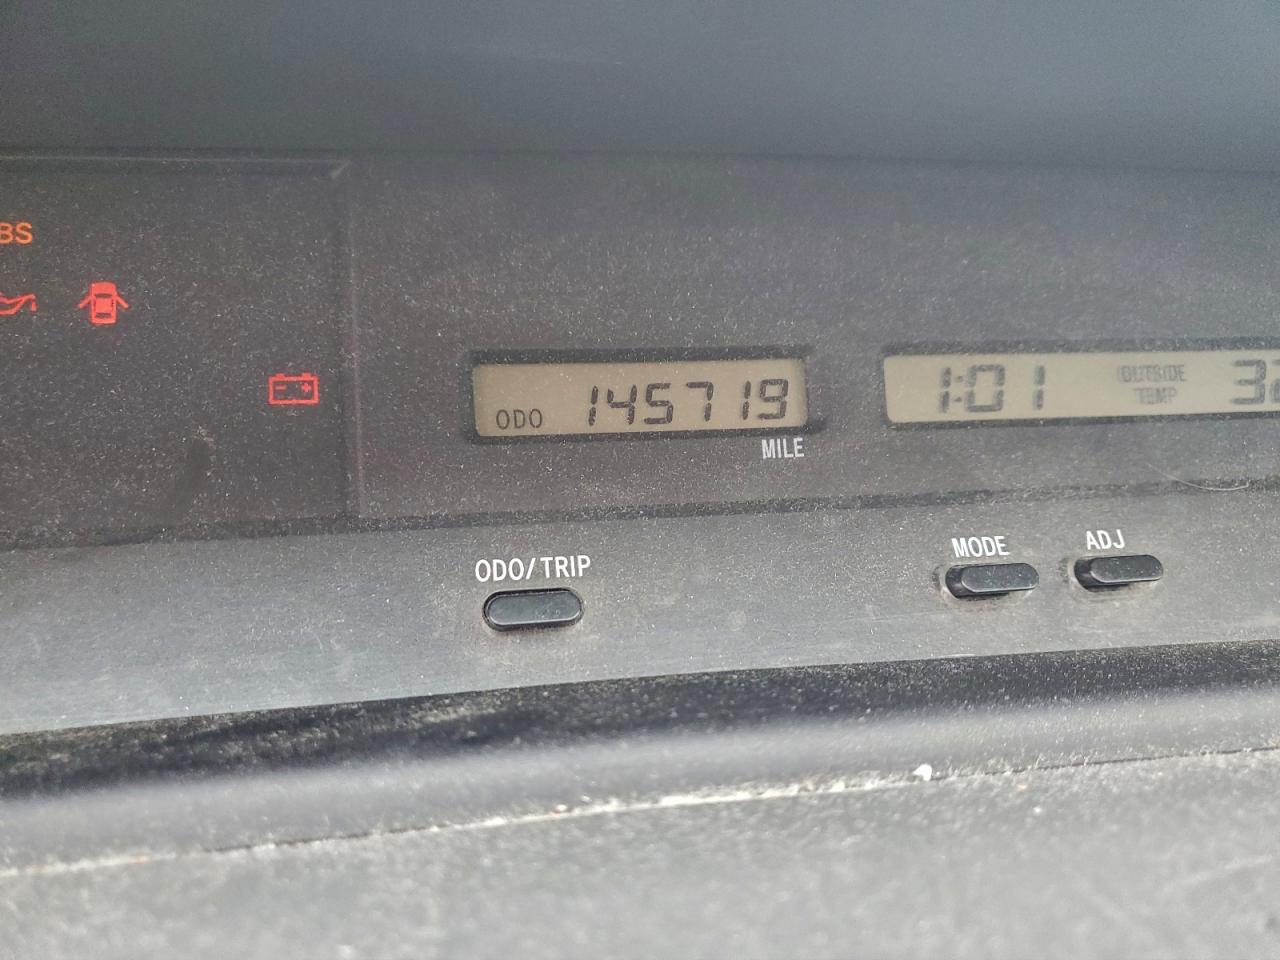 BS
ODO 145719
MILE
1:01 OUTSIDE TEMP
ODO/TRIP
MODE
ADJ